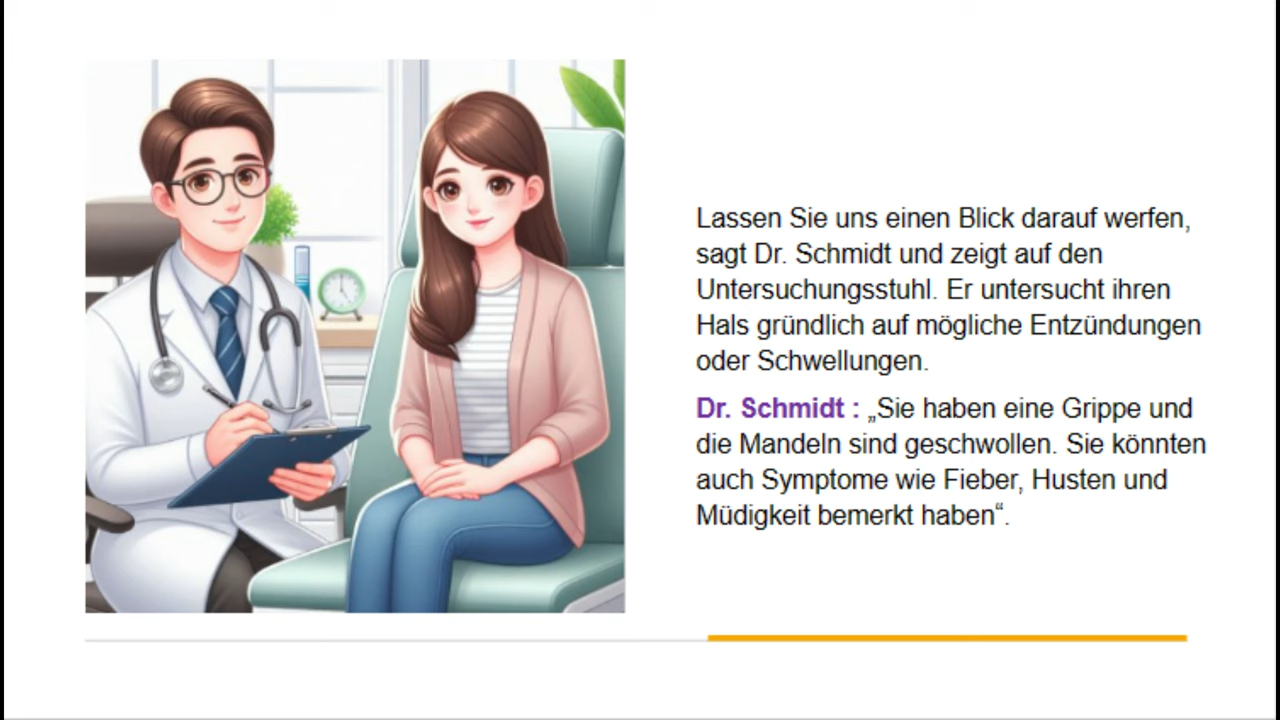 Lassen Sie uns einen Blick darauf werfen,
sagt Dr. Schmidt und zeigt auf den
Untersuchungsstuhl. Er untersucht ihren
Hals gründlich auf mögliche Entzündungen
oder Schwellungen.
Dr. Schmidt : „Sie haben eine Grippe und
die Mandeln sind geschwollen. Sie könnten
auch Symptome wie Fieber, Husten und
Müdigkeit bemerkt haben“.